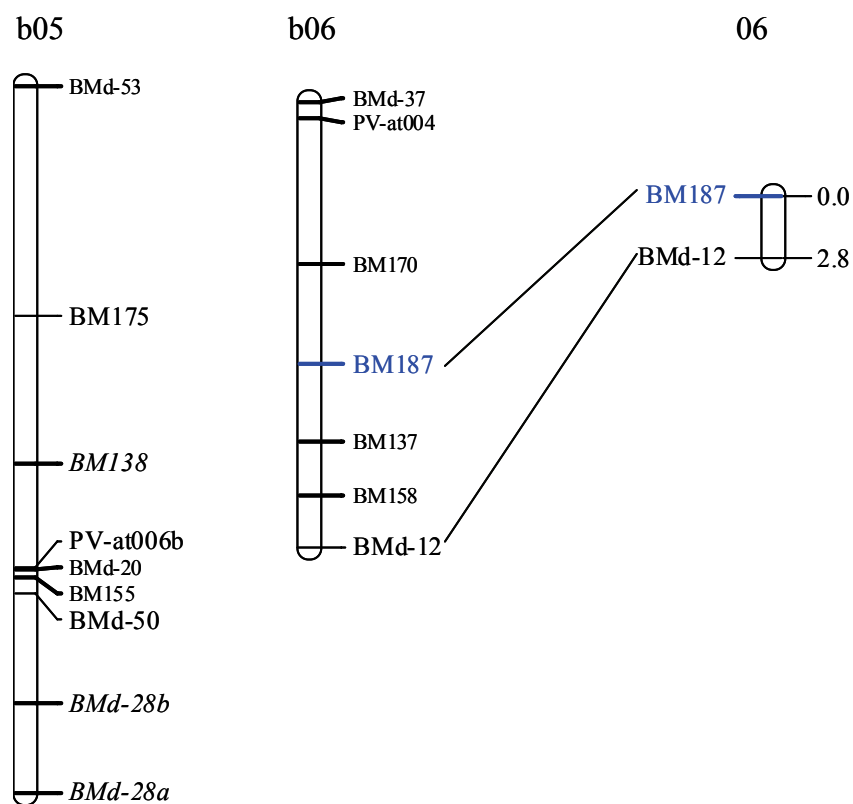 b05
BMd-53
BM175
BM138
PV-at006b
BMd-20
BM155
BMd-50
BMd-28b
BMd-28a
b06
BMd-37
PV-at004
BM170
BM187
BM137
BM158
BMd-12
06
BM187 0.0
BMd-12 2.8